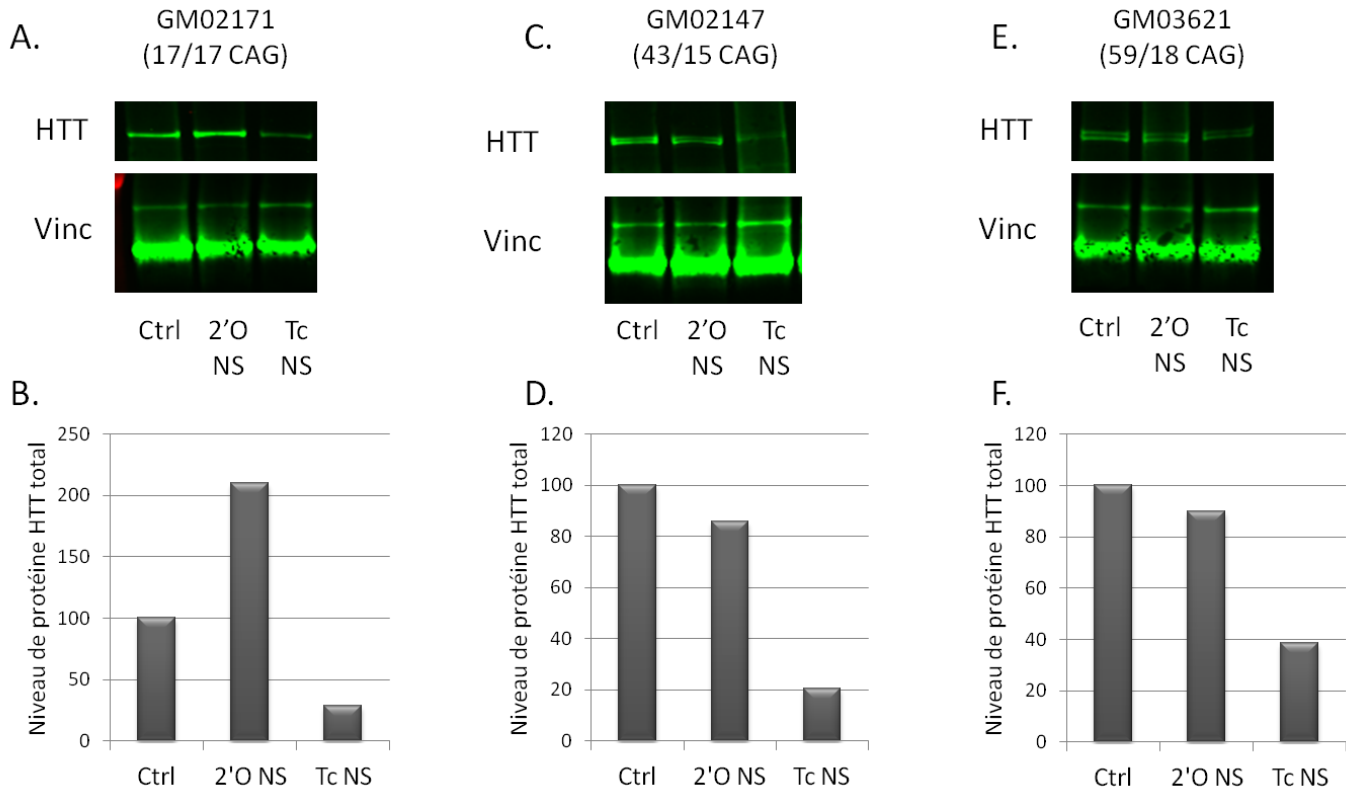 A.
GM02171
(17/17 CAG)
HTT
Vinc
Ctrl 2'O Tc
NS NS
B.
Niveau de protéine HTT total
250
200
150
100
50
0
Ctrl 2'O NS Tc NS
C.
GM02147
(43/15 CAG)
HTT
Vinc
Ctrl 2'O Tc
NS NS
D.
Niveau de protéine HTT total
120
100
80
60
40
20
0
Ctrl 2'O NS Tc NS
E.
GM03621
(59/18 CAG)
HTT
Vinc
Ctrl 2'O Tc
NS NS
F.
Niveau de protéine HTT total
120
100
80
60
40
20
0
Ctrl 2'O NS Tc NS